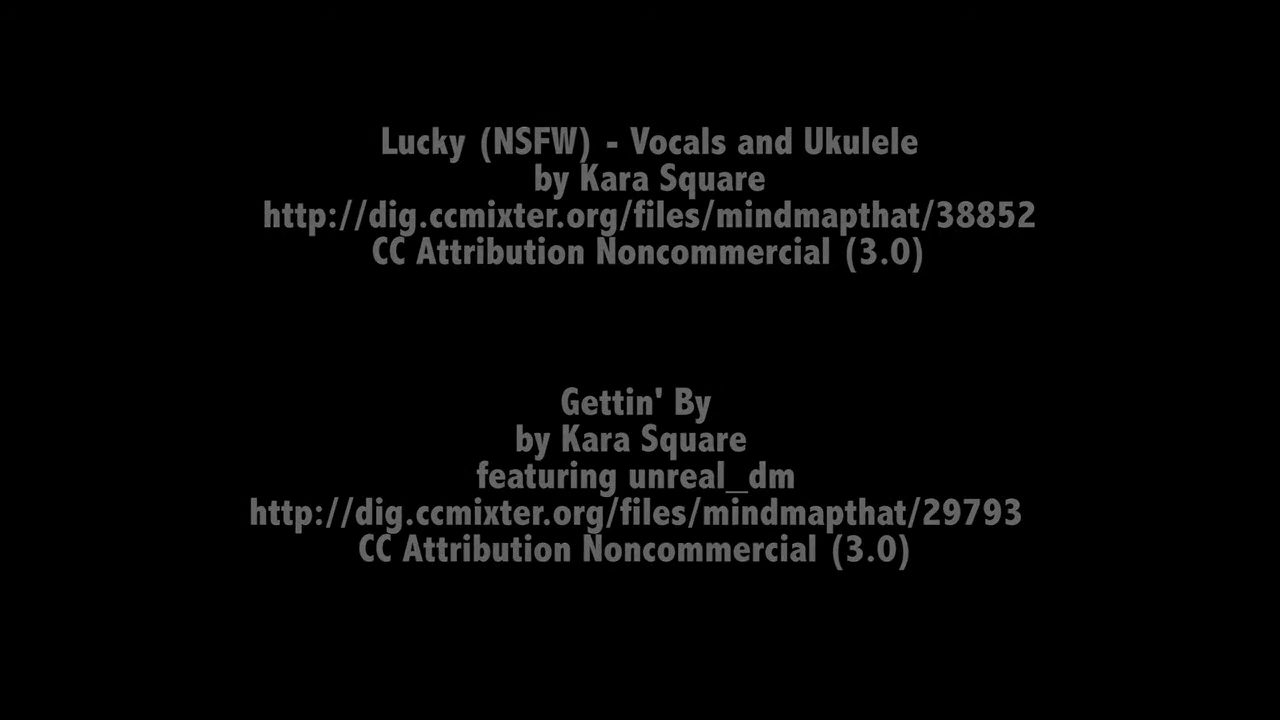 Lucky (NSFW) - Vocals and Ukulele
by Kara Square
http://dig.ccmixter.org/files/mindmapthat/38852
CC Attribution Noncommercial (3.0)
Gettin' By
by Kara Square
featuring unreal_dm
http://dig.ccmixter.org/files/mindmapthat/29793
CC Attribution Noncommercial (3.0)